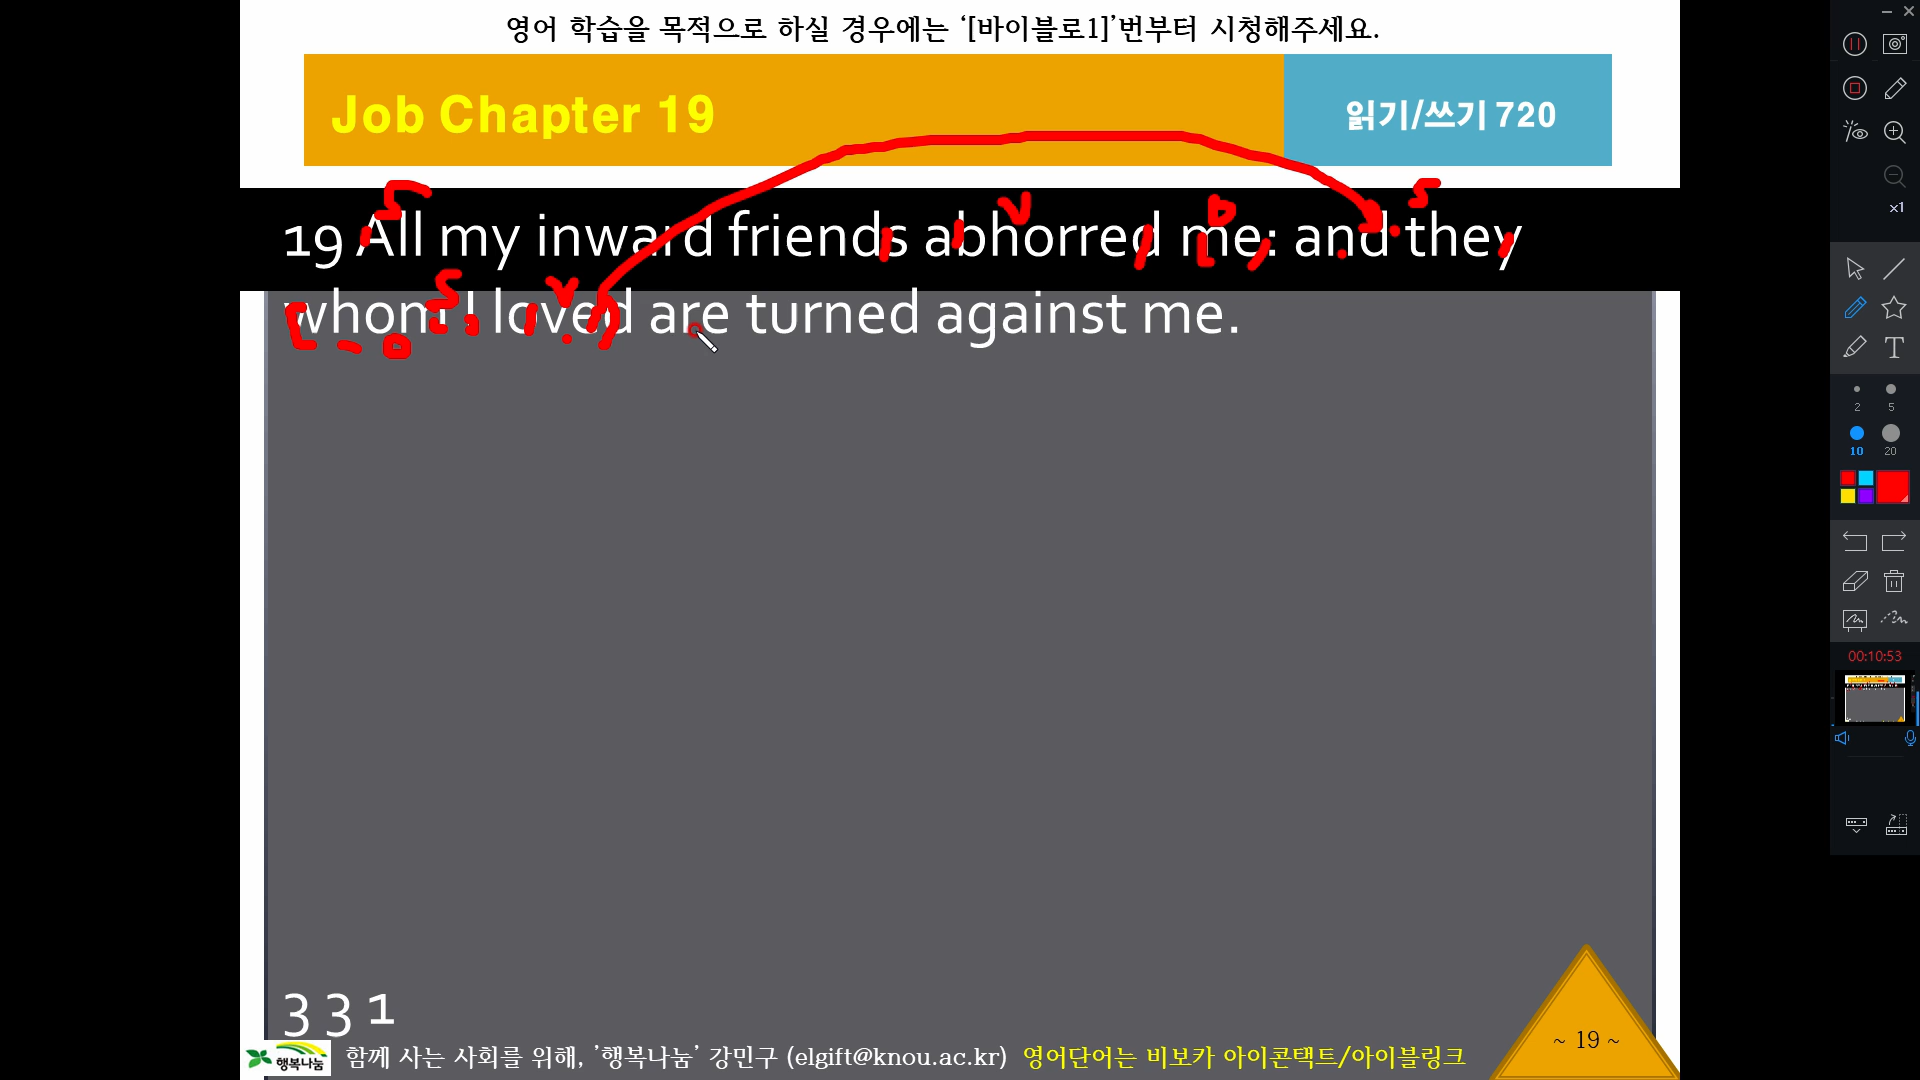 영어 학습을 목적으로 하실 경우에는 ‘[바이블로1]’번부터 시청해주세요.
Job Chapter 19
읽기/쓰기 720
19 All my inward friends abhorred me: and they
whom I loved are turned against me.
3 3 1
행복나눔
함께 사는 사회를 위해, ’행복나눔’ 강민구 (elgift@knou.ac.kr) 영어단어는 비보카 아이콘택트/아이블링크
~ 19 ~
x1
T
2 5
10 20
00:10:53